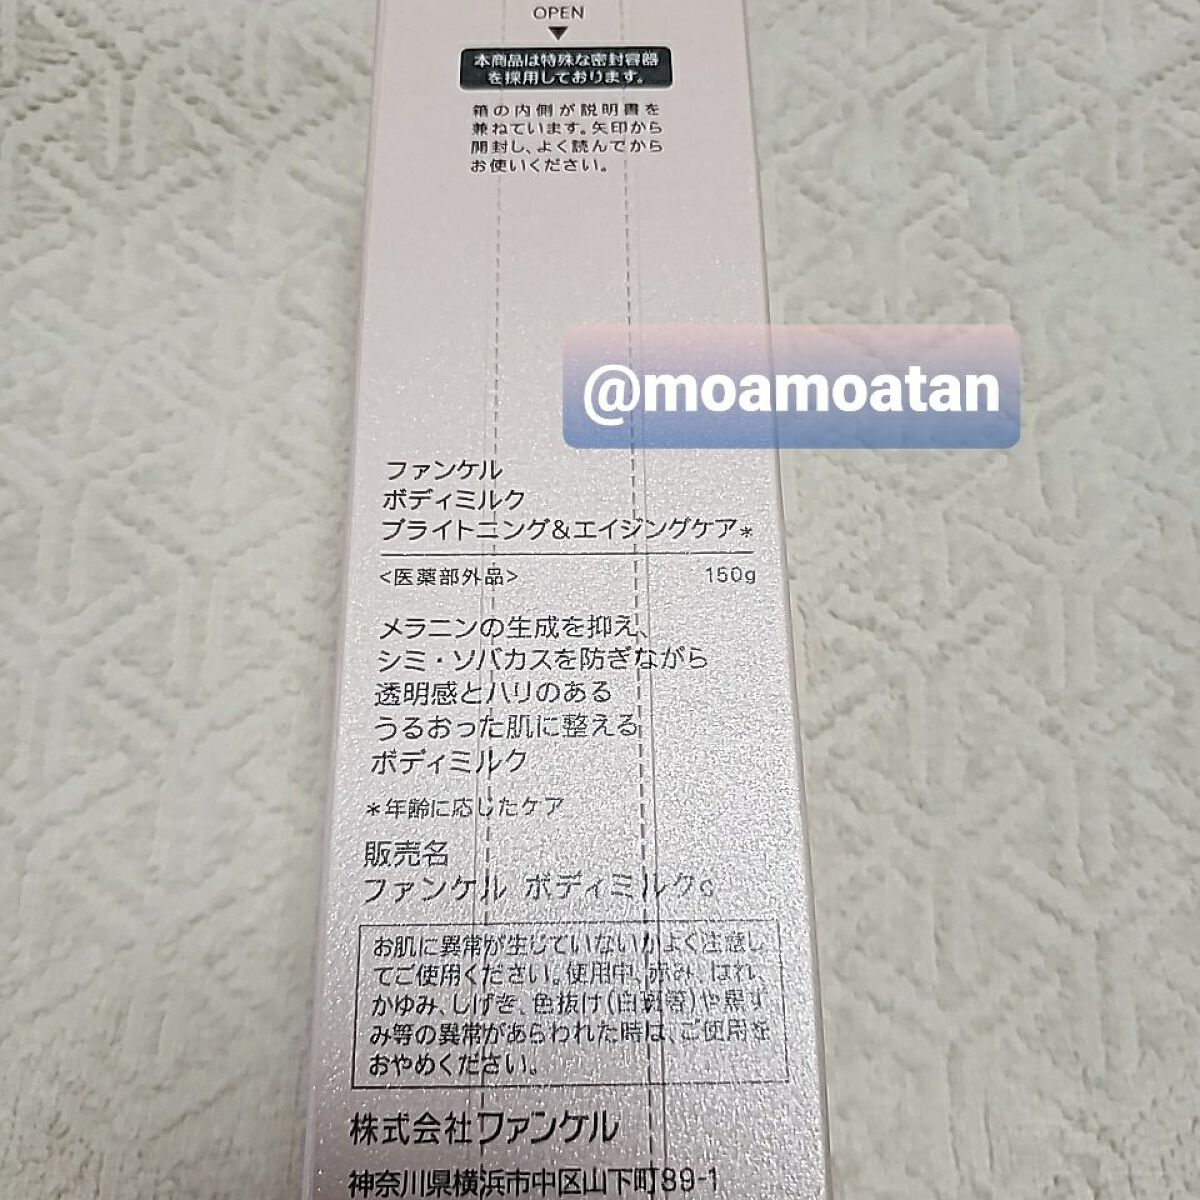 OPEN
本商品は特殊な密封容器
を採用しております。
箱の内側が説明書を
兼ねています。矢印から
開封し、よく読んでから
お使いください。
@moamoatan
ファンケル
ボディミルク
ブライトニング&エイジングケア*
<医薬部外品> 150g
メラニンの生成を抑え、
シミ・ソバカスを防ぎながら
透明感とハリのある
うるおった肌に整える
ボディミルク
*年齢に応じたケア
販売名
ファンケル ボディミルクc
お肌に異常が生じていないかよく注意し
てご使用ください。使用中、赤み、はれ、
かゆみ、しげき、色抜け(白斑等)や黒ず
み等の異常があらわれた時は、ご使用を
おやめください。
株式会社ファンケル
神奈川県横浜市中区山下町89-1